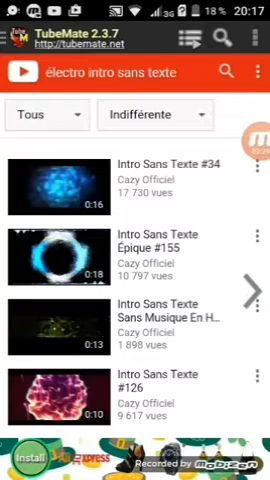 3G 18 % 20:17
TubeMate 2.3.7
http://tubemate.net
électro intro sans texte
Tous Indifférente
Intro Sans Texte #34
Cazy Officiel
17 730 vues
0:16
Intro Sans Texte
Épique #155
Cazy Officiel
10 797 vues
0:18
Intro Sans Texte
Sans Musique En H...
Cazy Officiel
1 898 vues
0:13
Intro Sans Texte
#126
Cazy Officiel
9 617 vues
0:10
Install
Recorded by mobizen